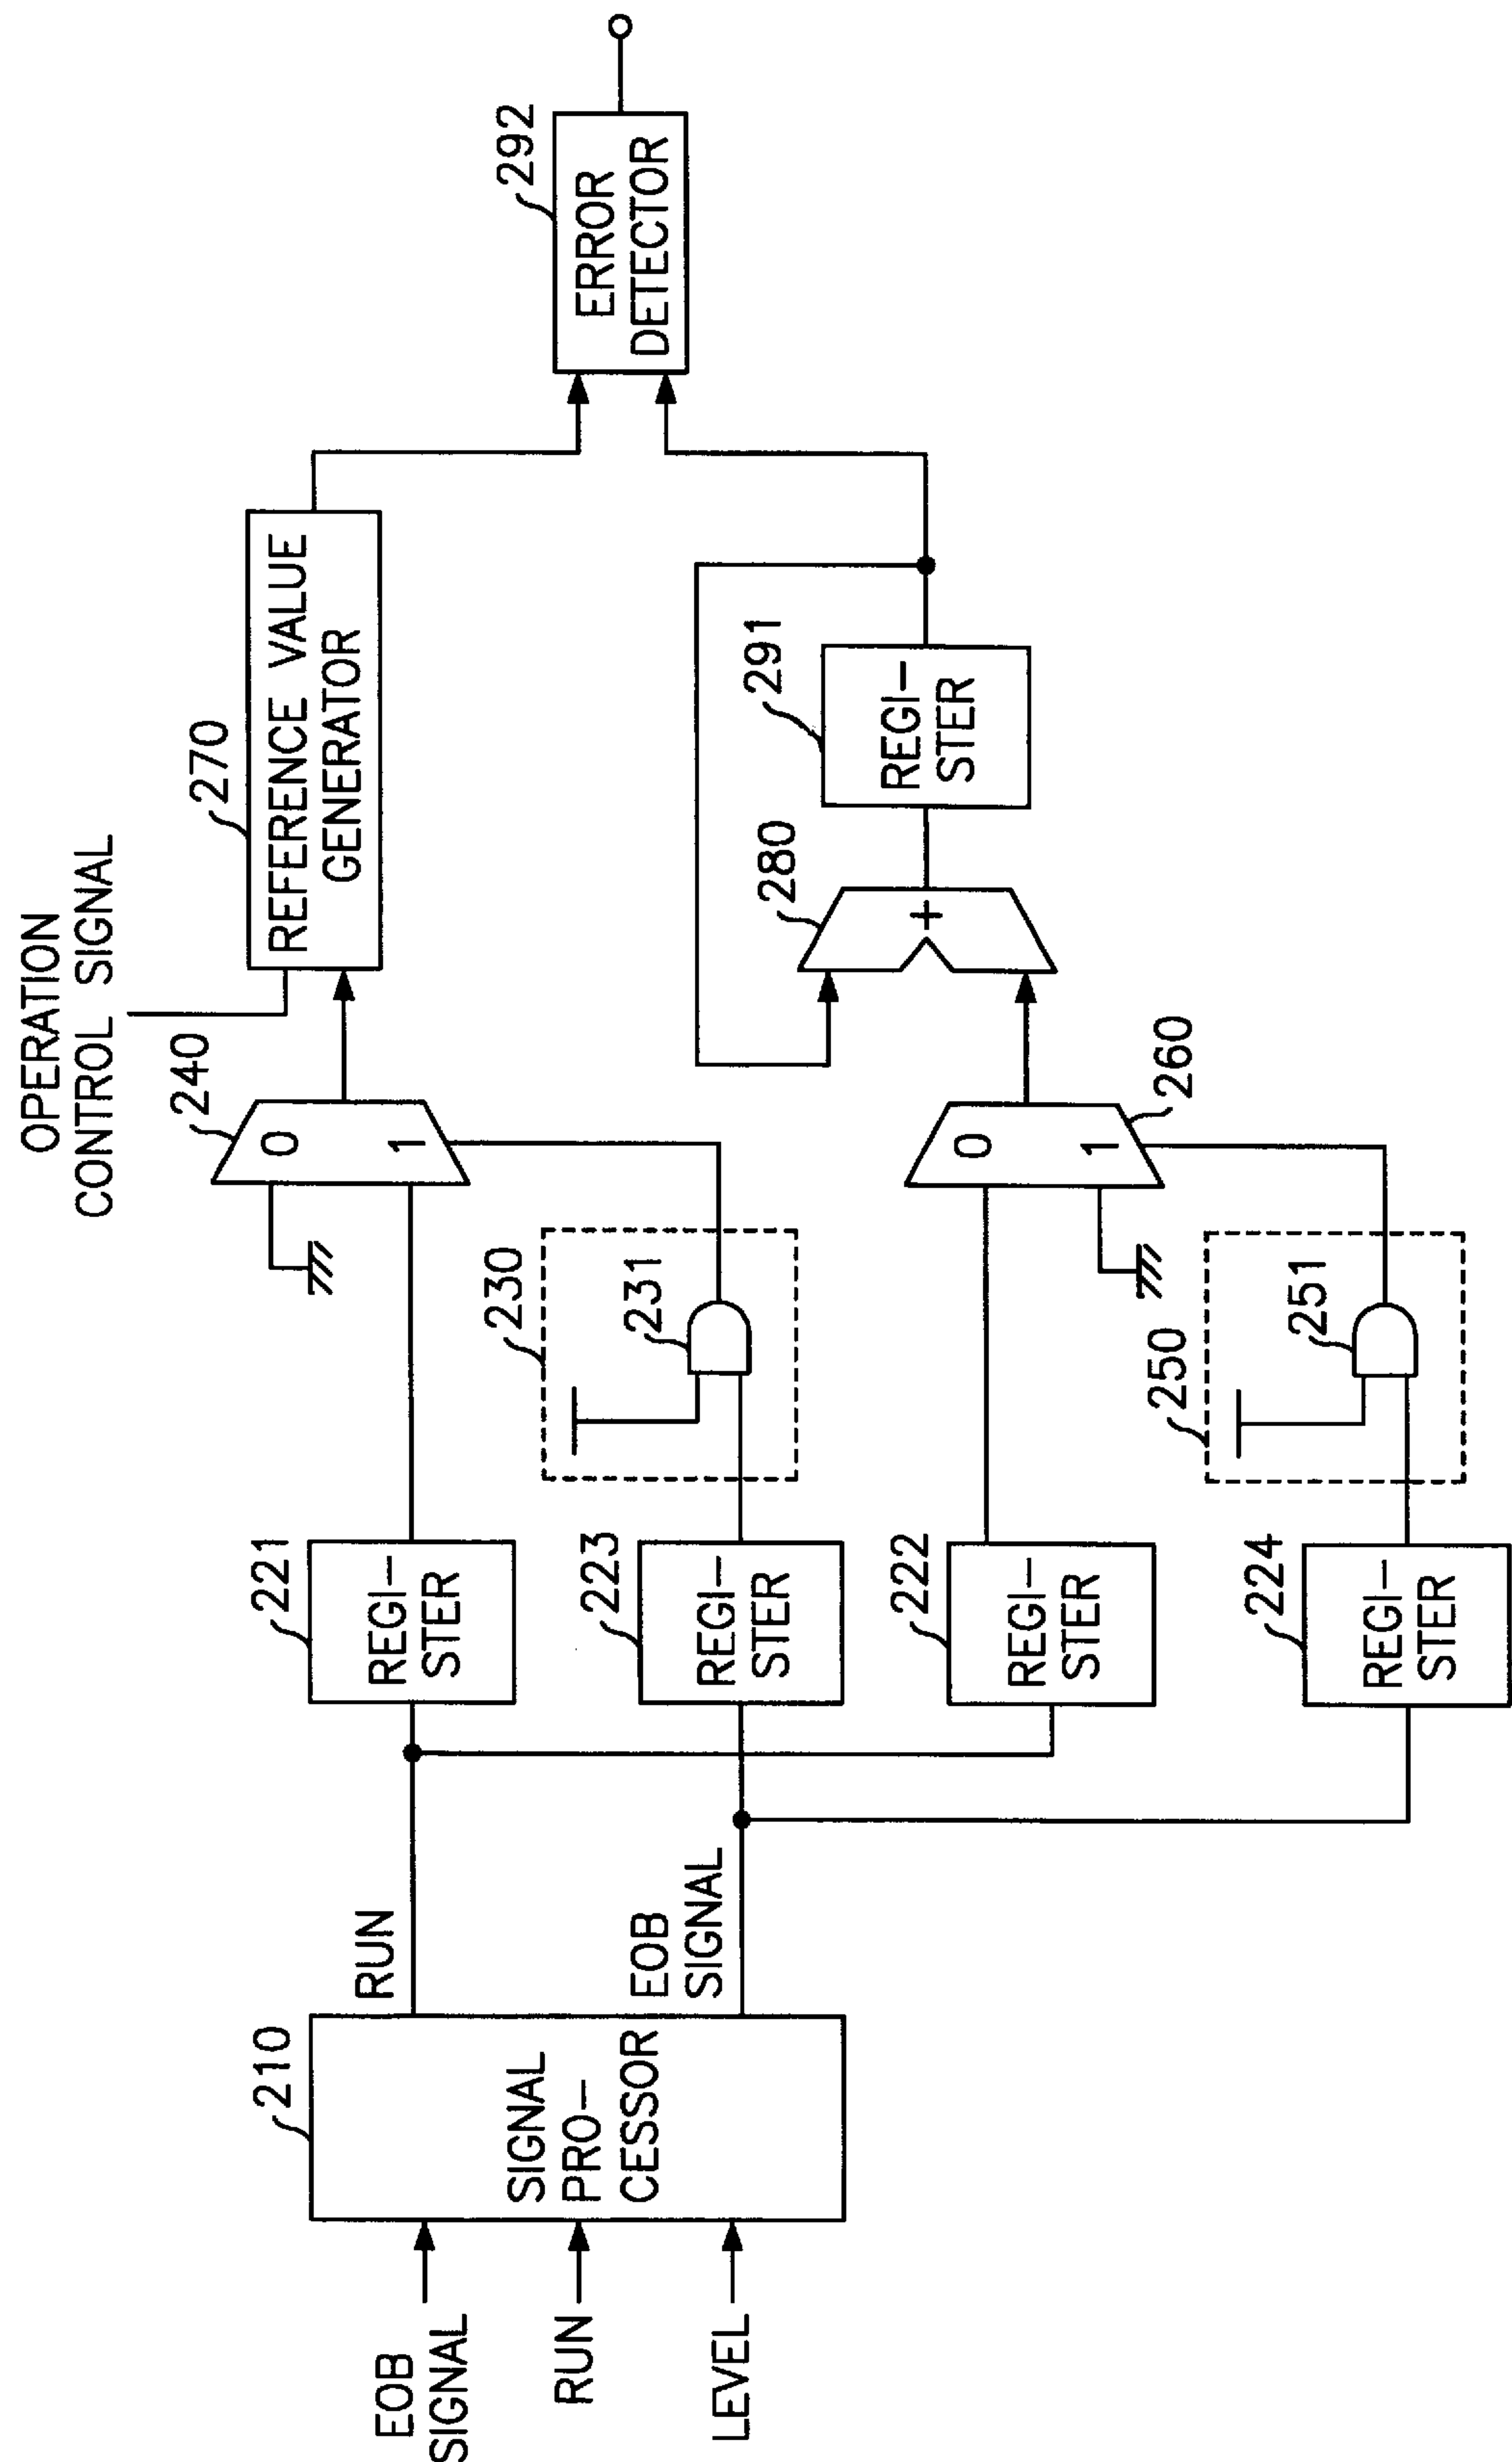 EOB
SIGNAL
RUN
LEVEL
210
SIGNAL
PRO-
CESSOR
RUN
EOB
SIGNAL
221
REGI-
STER
223
REGI-
STER
222
REGI-
STER
224
REGI-
STER
230
231
250
251
240
0
1
260
0
1
OPERATION
CONTROL SIGNAL
270
REFERENCE VALUE
GENERATOR
280
+
291
REGI-
STER
292
ERROR
DETECTOR